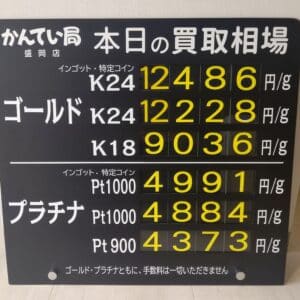 かんてい局 本日の買取相場
盛岡店
インゴット・特定コイン
K24 12486 円/g
ゴールド K24 12228 円/g
K18 9036 円/g
インゴット・特定コイン
Pt1000 4991 円/g
プラチナ Pt1000 4884 円/g
Pt900 4373 円/g
ゴールド・プラチナともに、手数料は一切いただきません